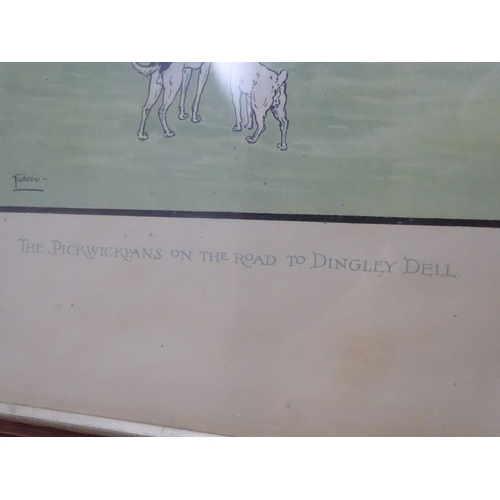 THE PICKWICKIANS ON THE ROAD TO DINGLEY DELL